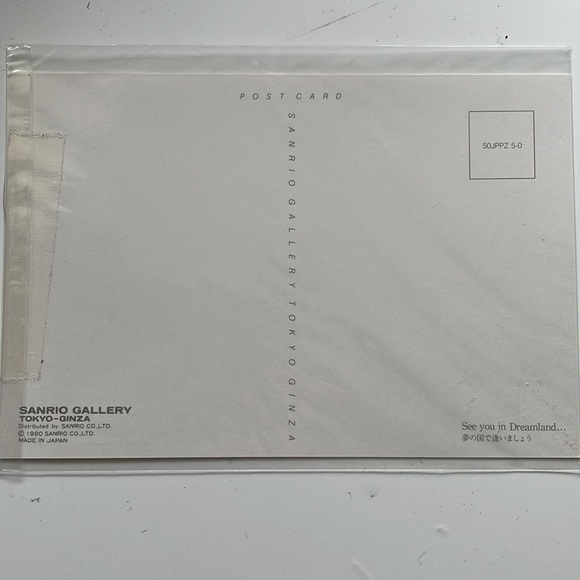 POST CARD
SANRIO GALLERY TOKYO GINZA
50JPPZ 5-0
SANRIO GALLERY
TOKYO-GINZA
Distributed by SANRIO CO.,LTD.
© 1990 SANRIO CO.,LTD.
MADE IN JAPAN
See you in Dreamland...
夢の国で逢いましょう